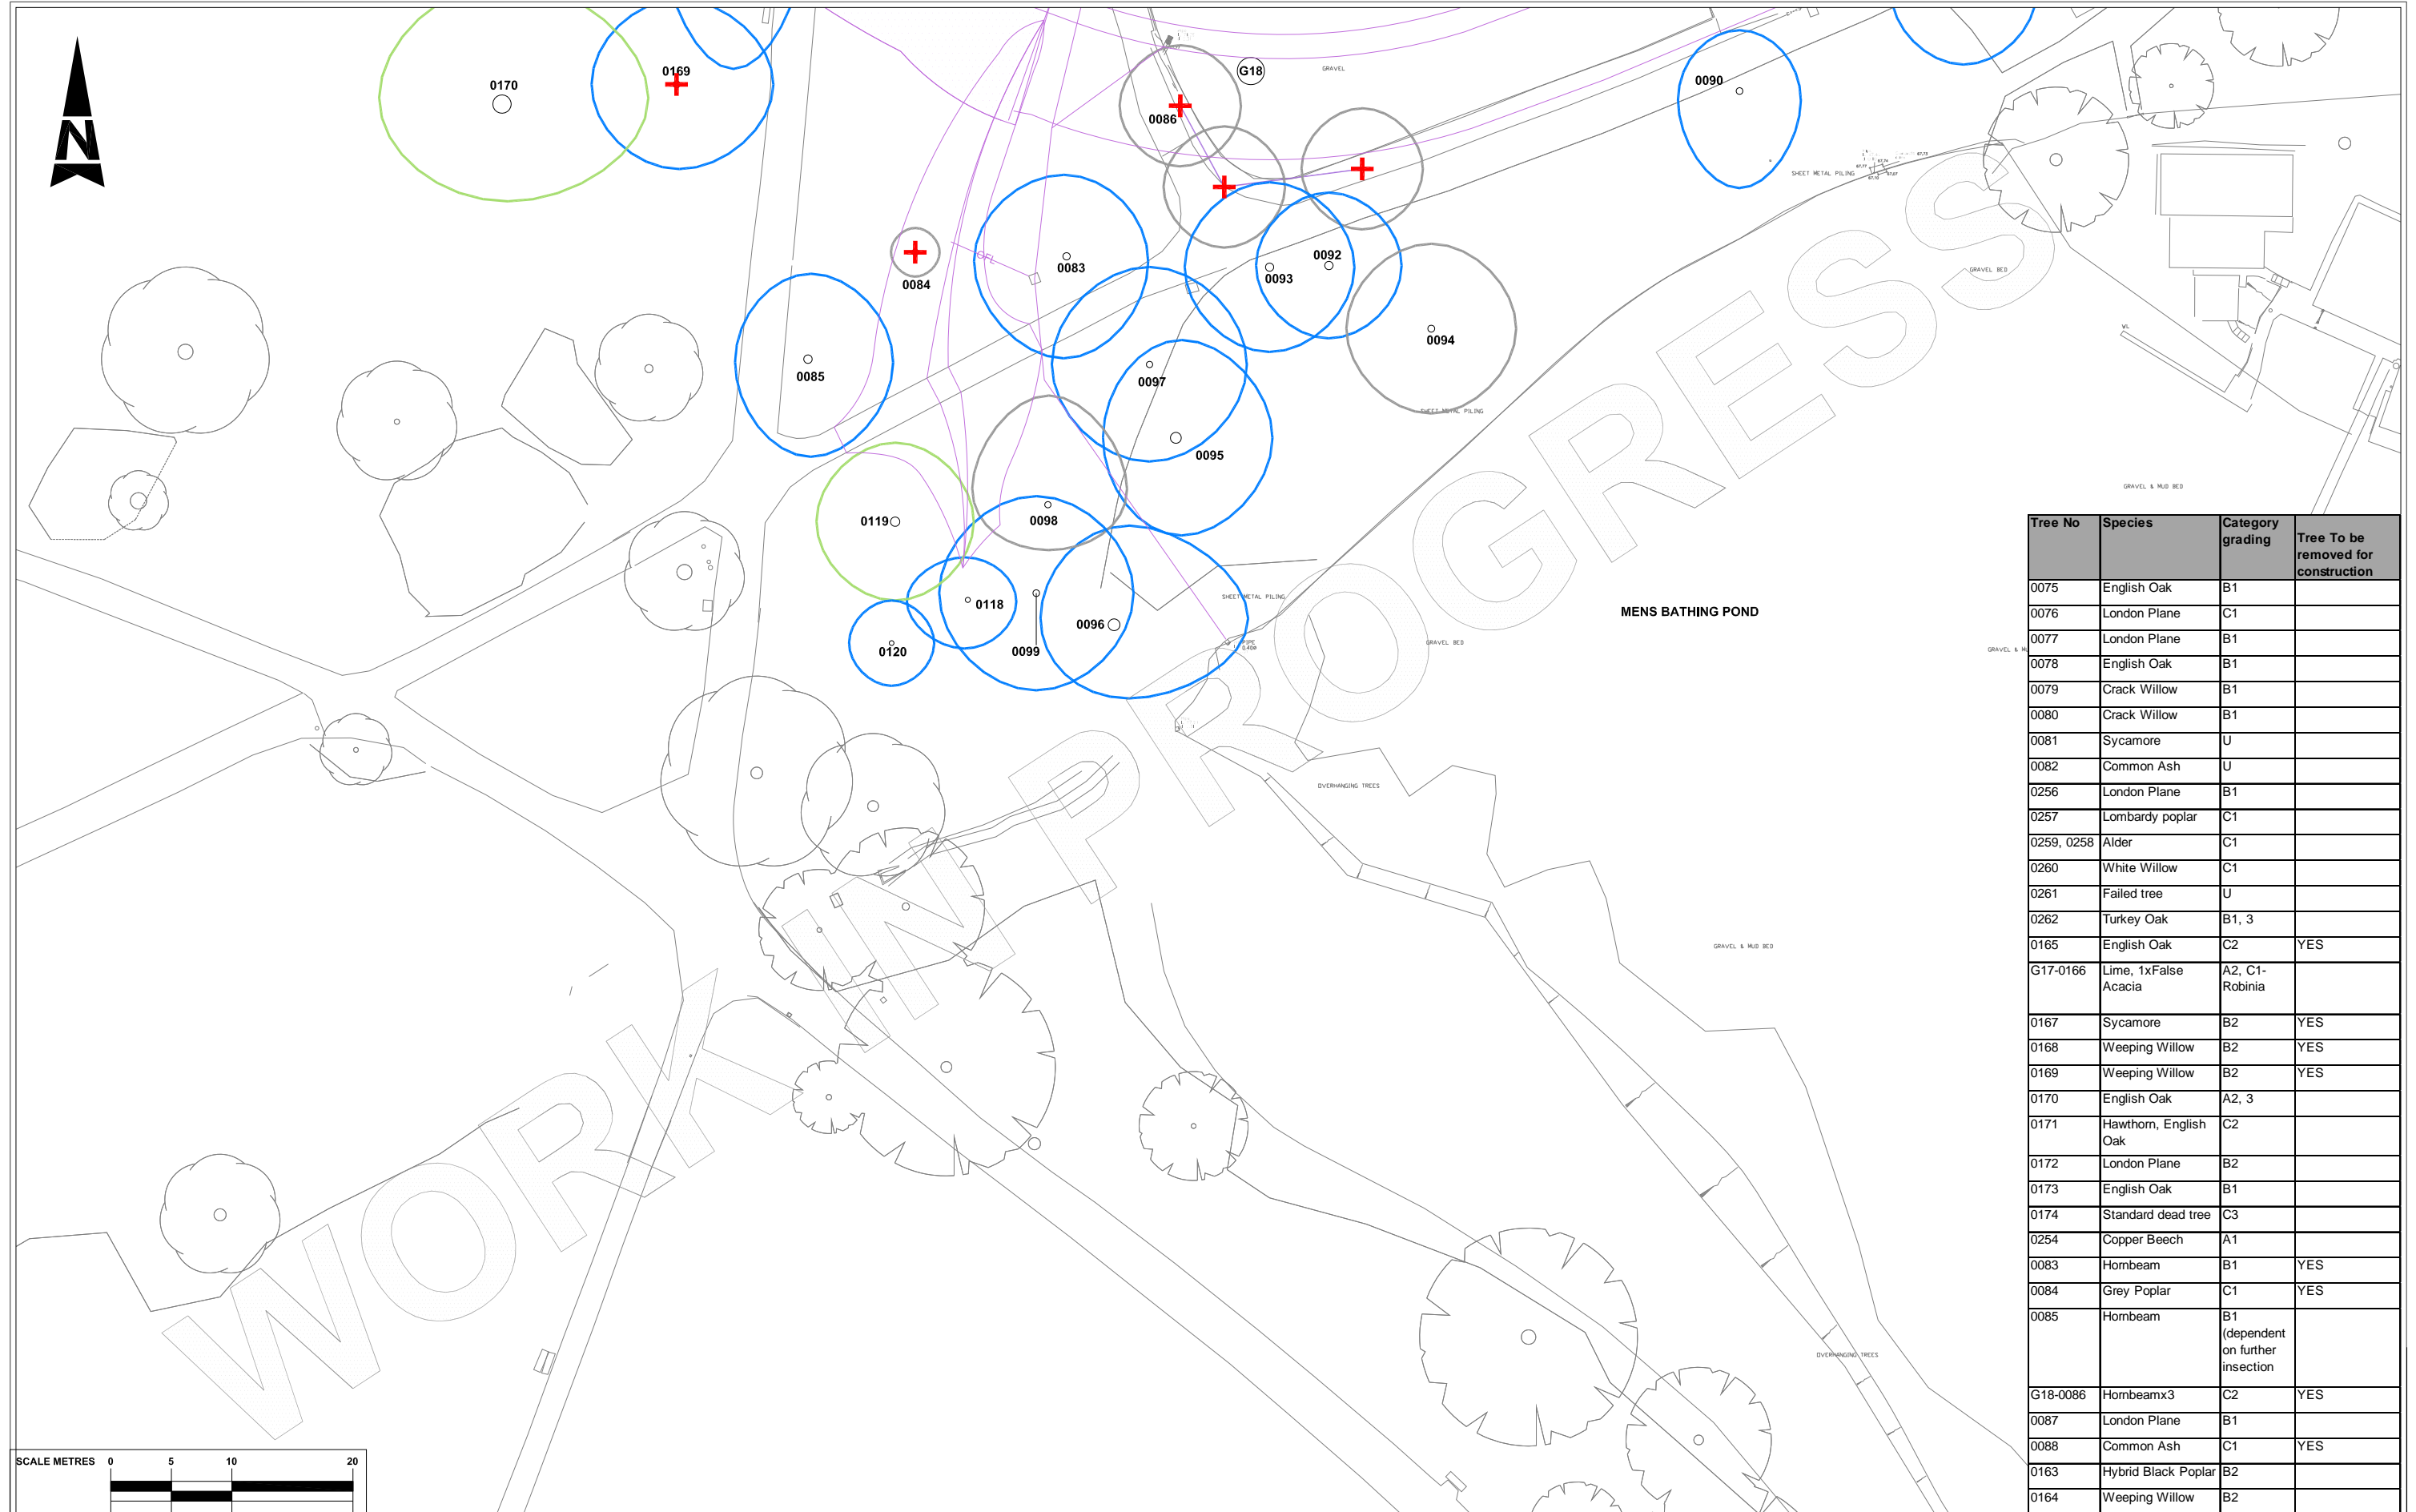 N
0170
0169
0086
G18
GRAVEL
0090
SHEET METAL PILING
GRAVEL BED
0084
0083
0093
0092
0094
0085
0097
SHEET METAL PILING
0095
0119
0098
0118
0096
0120
0099
SHEET METAL PILING
PIPE
GRAVEL BED
MENS BATHING POND
GRAVEL & MUD BED
GRAVEL & MU
WL
OVERHANGING TREES
GRAVEL & MUD BED
OVERHANGING TREES
WORK IN PROGRESS
SCALE METRES 0 5 10 20
Tree No Species Category grading Tree To be removed for construction
0075 English Oak B1
0076 London Plane C1
0077 London Plane B1
0078 English Oak B1
0079 Crack Willow B1
0080 Crack Willow B1
0081 Sycamore U
0082 Common Ash U
0256 London Plane B1
0257 Lombardy poplar C1
0259, 0258 Alder C1
0260 White Willow C1
0261 Failed tree U
0262 Turkey Oak B1, 3
0165 English Oak C2 YES
G17-0166 Lime, 1xFalse Acacia A2, C1- Robinia
0167 Sycamore B2 YES
0168 Weeping Willow B2 YES
0169 Weeping Willow B2 YES
0170 English Oak A2, 3
0171 Hawthorn, English Oak C2
0172 London Plane B2
0173 English Oak B1
0174 Standard dead tree C3
0254 Copper Beech A1
0083 Hornbeam B1 YES
0084 Grey Poplar C1 YES
0085 Hornbeam B1 (dependent on further insection
G18-0086 Hornbeamx3 C2 YES
0087 London Plane B1
0088 Common Ash C1 YES
0163 Hybrid Black Poplar B2
0164 Weeping Willow B2